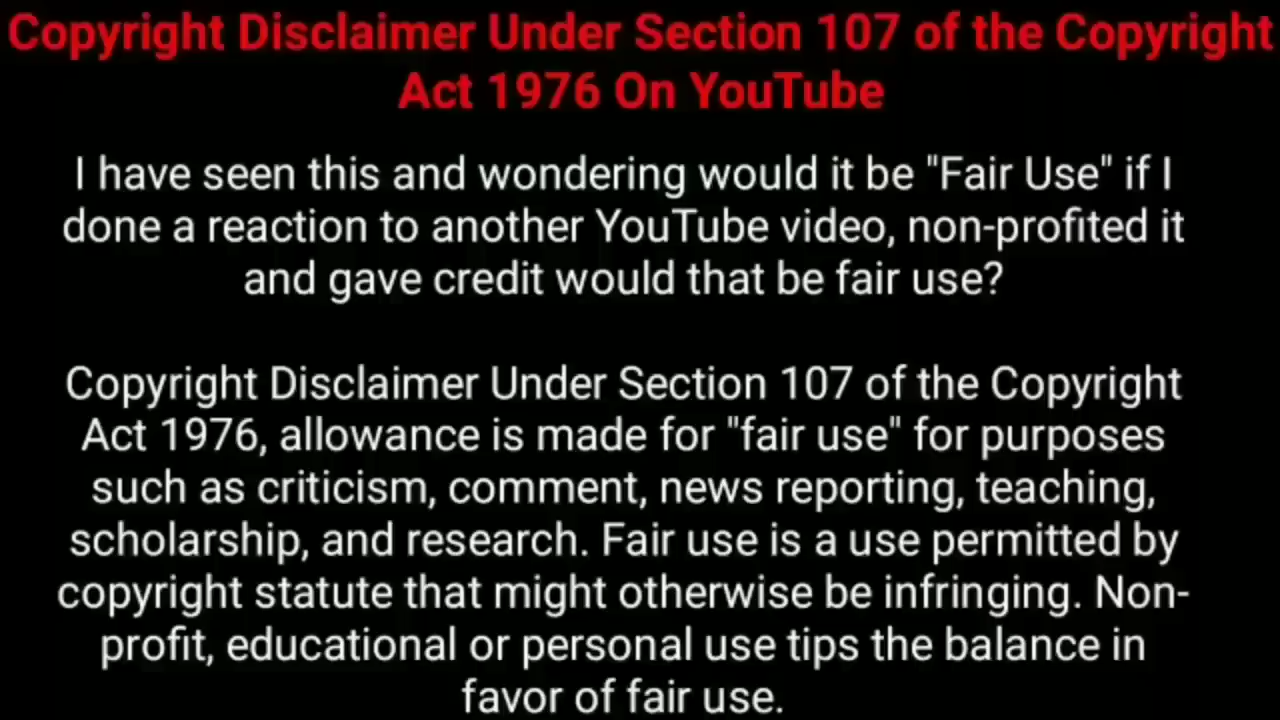 Copyright Disclaimer Under Section 107 of the Copyright
Act 1976 On YouTube
I have seen this and wondering would it be "Fair Use" if I
done a reaction to another YouTube video, non-profited it
and gave credit would that be fair use?
Copyright Disclaimer Under Section 107 of the Copyright
Act 1976, allowance is made for "fair use" for purposes
such as criticism, comment, news reporting, teaching,
scholarship, and research. Fair use is a use permitted by
copyright statute that might otherwise be infringing. Non-
profit, educational or personal use tips the balance in
favor of fair use.